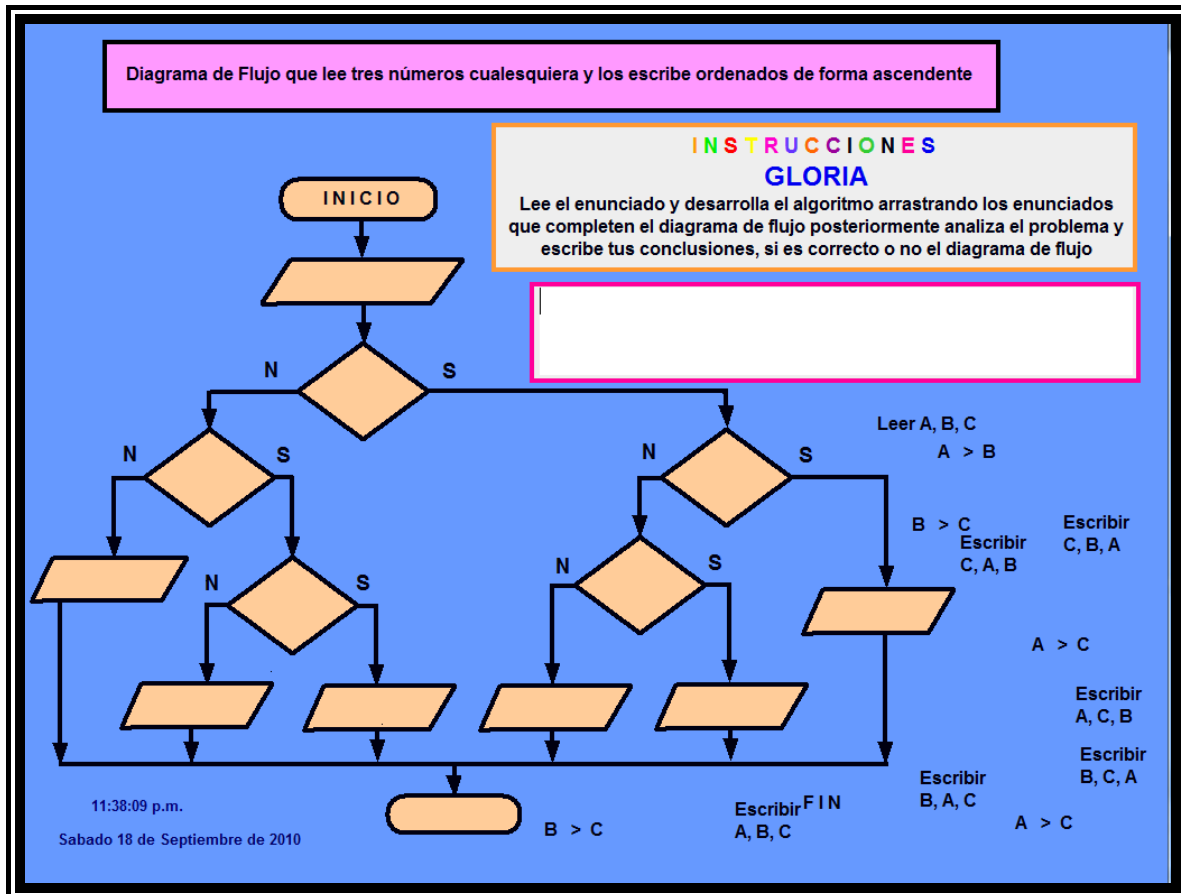 Diagrama de Flujo que lee tres números cualesquiera y los escribe ordenados de forma ascendente
INSTRUCCIONES
GLORIA
Lee el enunciado y desarrolla el algoritmo arrastrando los enunciados
que completen el diagrama de flujo posteriormente analiza el problema y
escribe tus conclusiones, si es correcto o no el diagrama de flujo
INICIO
N
S
N
S
N
S
N
S
N
S
Leer A, B, C
A > B
B > C
Escribir
C, A, B
Escribir
C, B, A
A > C
Escribir
A, C, B
Escribir
B, C, A
Escribir
B, A, C
A > C
Escribir
A, B, C
FIN
B > C
11:38:09 p.m.
Sabado 18 de Septiembre de 2010